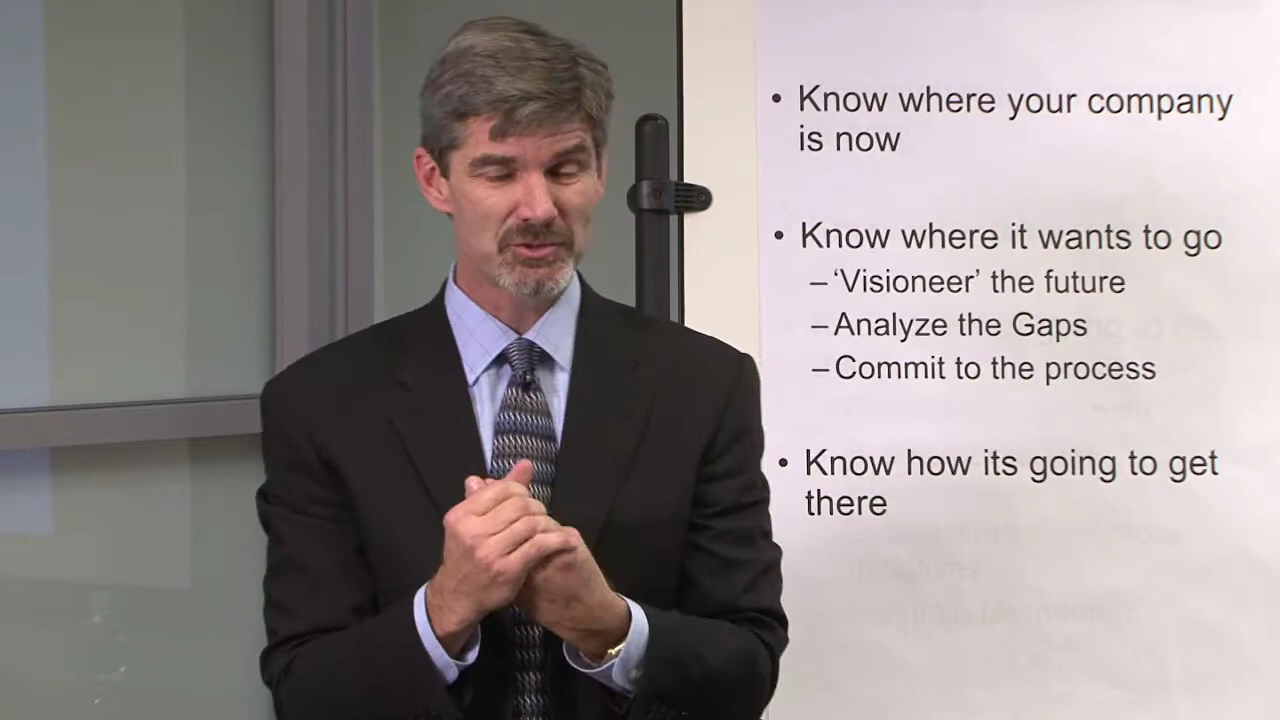 • Know where your company
is now
• Know where it wants to go
– ‘Visioneer’ the future
– Analyze the Gaps
– Commit to the process
• Know how its going to get
there